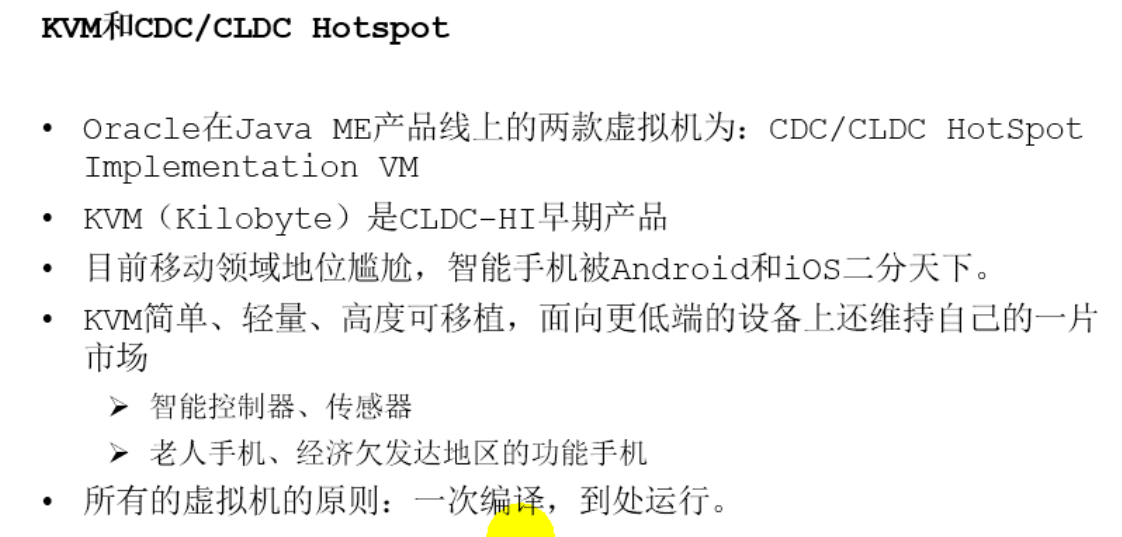 KVM和CDC/CLDC Hotspot
• Oracle在Java ME产品线上的两款虚拟机为：CDC/CLDC HotSpot
Implementation VM
• KVM（Kilobyte）是CLDC-HI早期产品
• 目前移动领域地位尴尬，智能手机被Android和iOS二分天下。
• KVM简单、轻量、高度可移植，面向更低端的设备上还维持自己的一片
市场
➢ 智能控制器、传感器
➢ 老人手机、经济欠发达地区的功能手机
• 所有的虚拟机的原则：一次编译，到处运行。